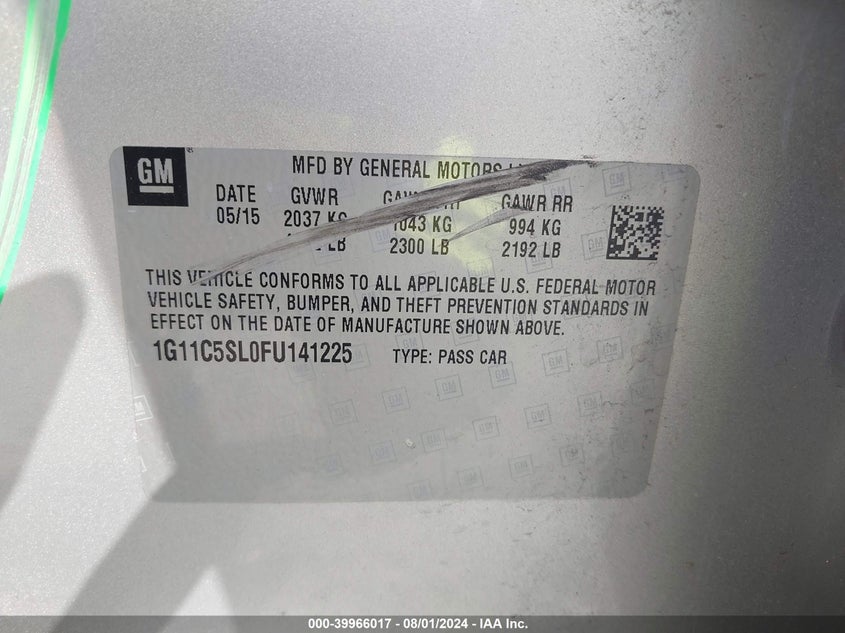 GM
MFD BY GENERAL MOTORS
DATE GVWR GAWR RR
05/15 2037 KG 1043 KG 994 KG
LB 2300 LB 2192 LB
THIS VEHICLE CONFORMS TO ALL APPLICABLE U.S. FEDERAL MOTOR
VEHICLE SAFETY, BUMPER, AND THEFT PREVENTION STANDARDS IN
EFFECT ON THE DATE OF MANUFACTURE SHOWN ABOVE.
1G11C5SL0FU141225 TYPE: PASS CAR
000-39966017 - 08/01/2024 - IAA Inc.